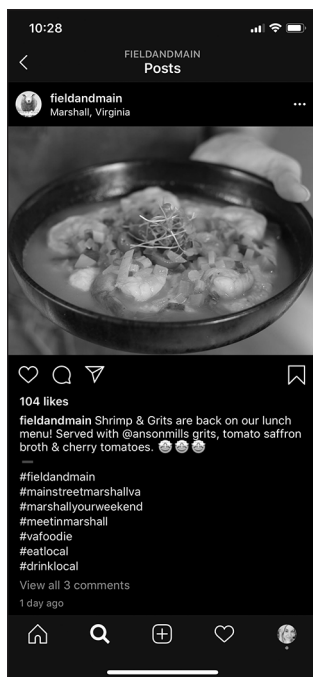 10:28
FIELDANDMAIN
Posts
fieldandmain
Marshall, Virginia
104 likes
fieldandmain Shrimp & Grits are back on our lunch
menu! Served with @ansonmills grits, tomato saffron
broth & cherry tomatoes. 🤩🤩🤩
#fieldandmain
#mainstreetmarshallva
#marshallyourweekend
#meetinmarshall
#vafoodie
#eatlocal
#drinklocal
View all 3 comments
1 day ago